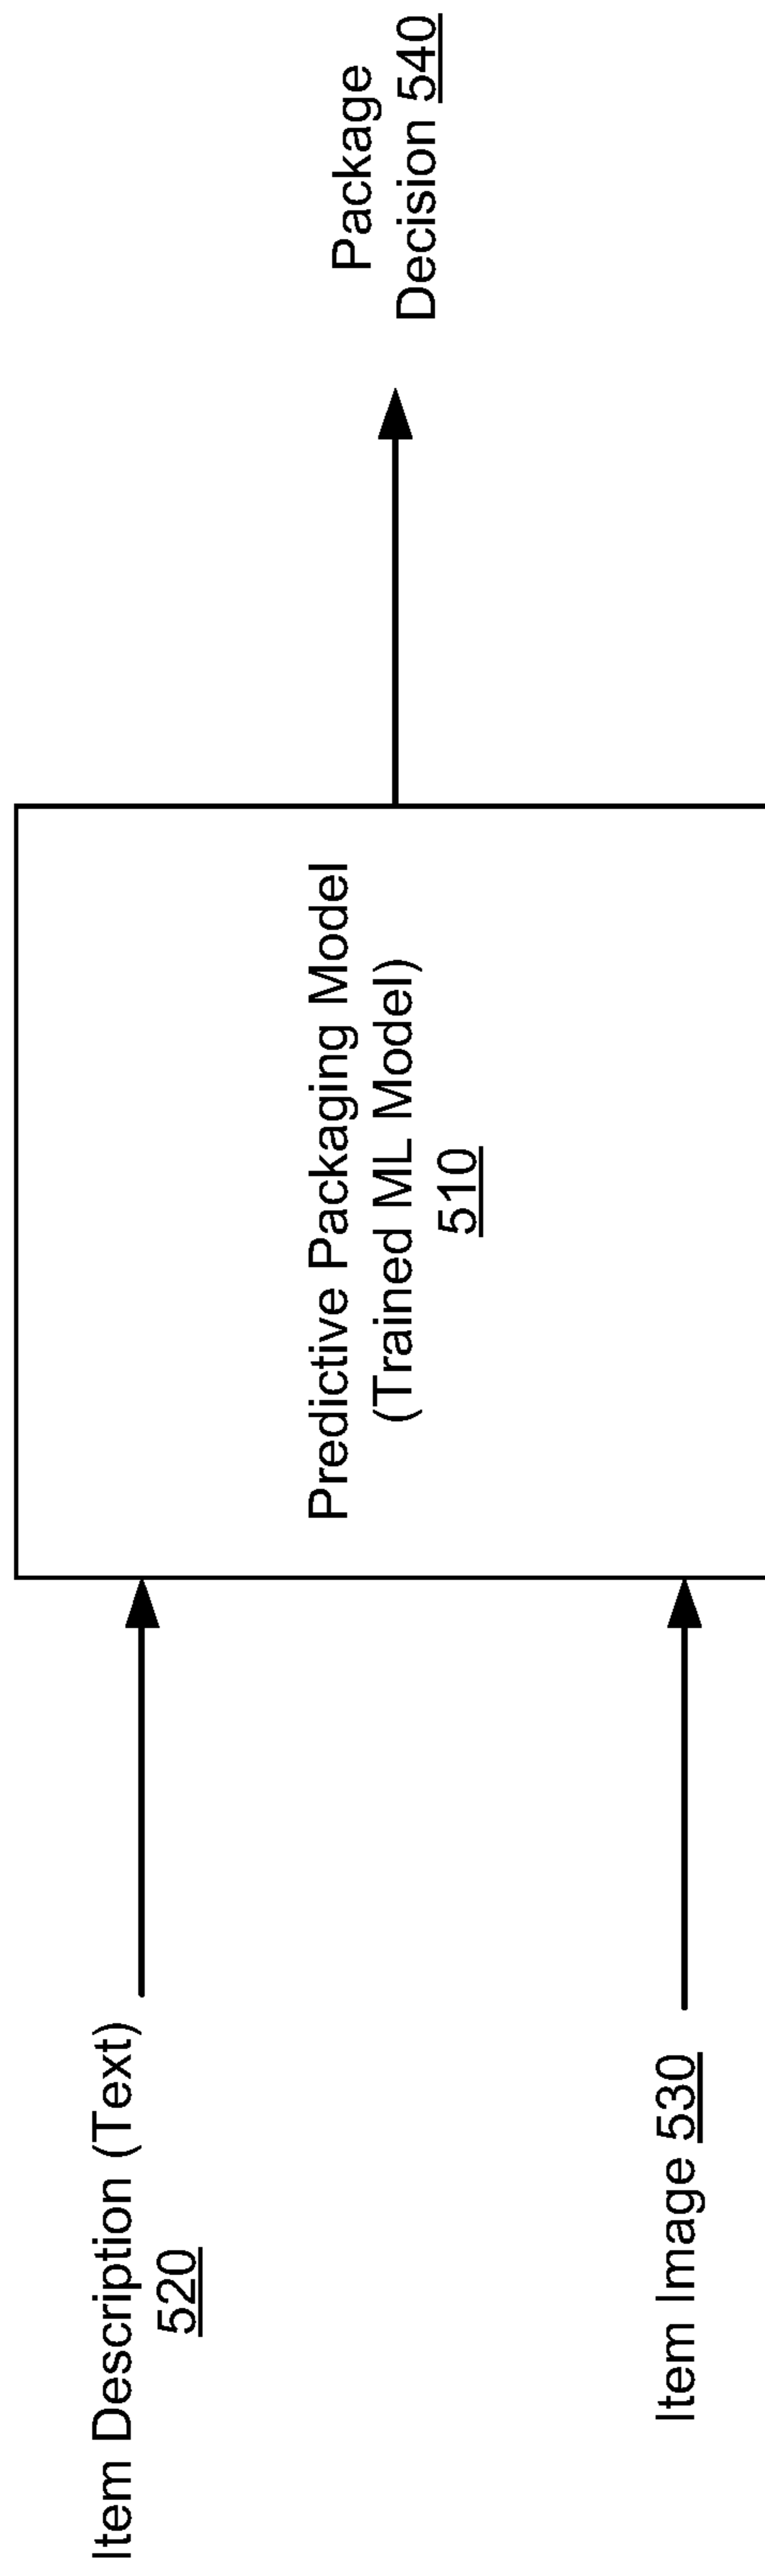 Item Description (Text)
520
Item Image 530
Predictive Packaging Model
(Trained ML Model)
510
Package
Decision 540